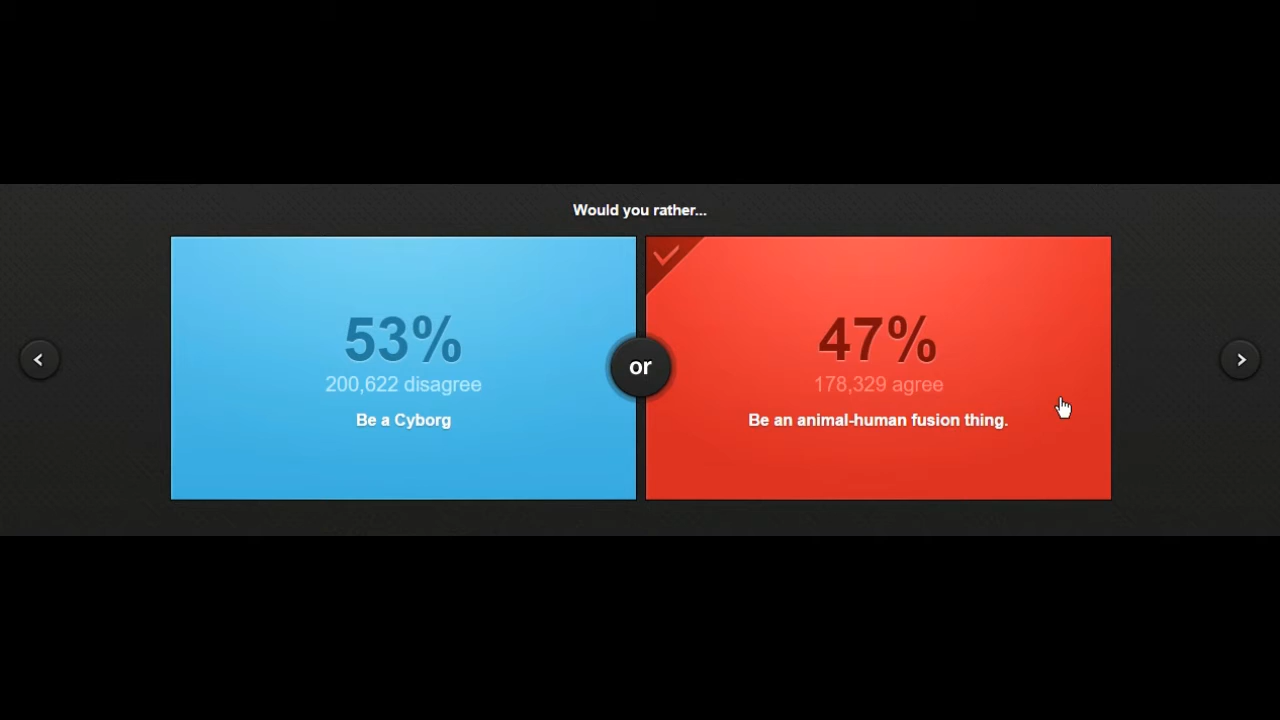 Would you rather...
53%
200,622 disagree
Be a Cyborg
or
47%
178,329 agree
Be an animal-human fusion thing.